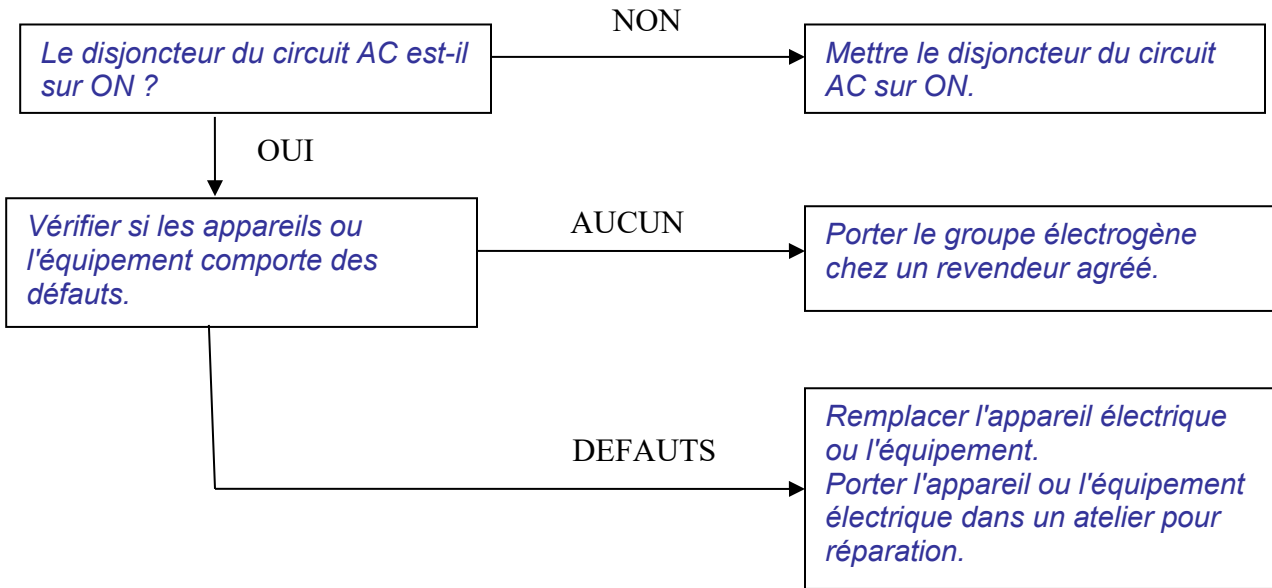 NON
Le disjoncteur du circuit AC est-il
sur ON ?
Mettre le disjoncteur du circuit
AC sur ON.
OUI
Vérifier si les appareils ou
l'équipement comporte des
défauts.
AUCUN
Porter le groupe électrogène
chez un revendeur agréé.
DEFAUTS
Remplacer l'appareil électrique
ou l'équipement.
Porter l'appareil ou l'équipement
électrique dans un atelier pour
réparation.